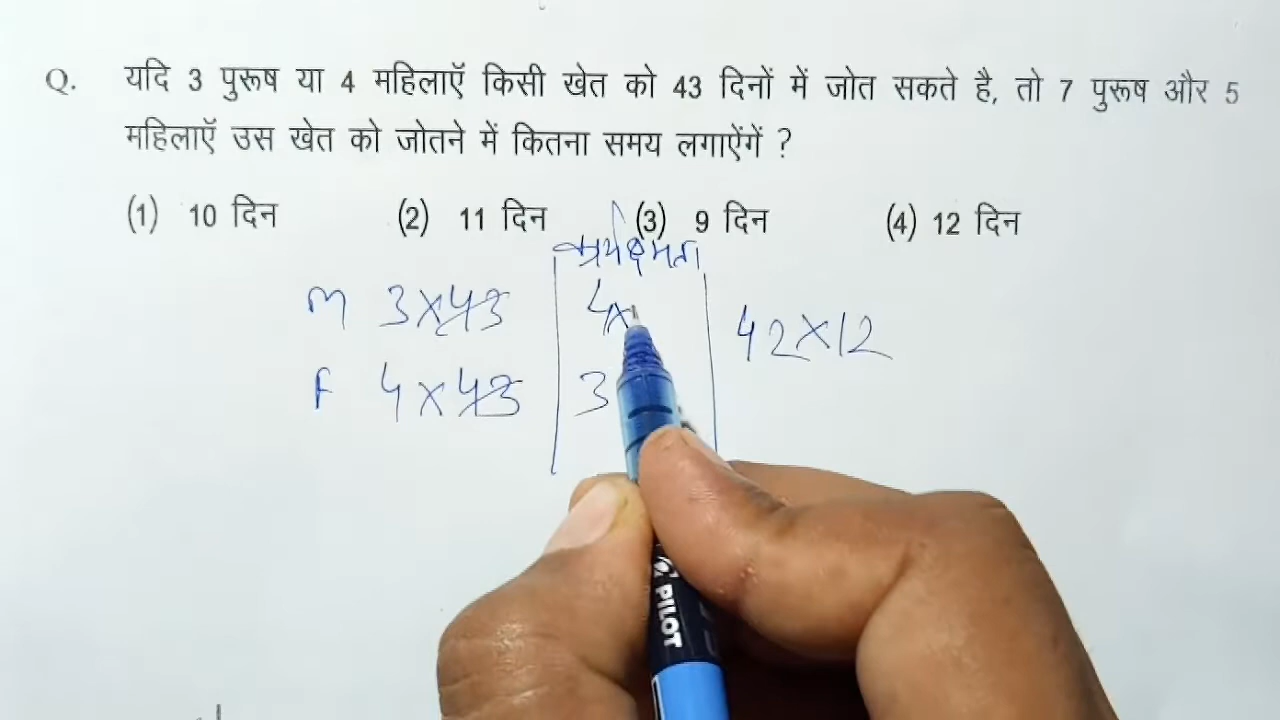 Q. यदि 3 पुरूष या 4 महिलाऍ किसी खेत को 43 दिनों में जोत सकते है, तो 7 पुरूष और 5
महिलाऍ उस खेत को जोतने में कितना समय लगाऐंगें ?
(1) 10 दिन (2) 11 दिन (3) 9 दिन (4) 12 दिन
कार्यक्षमता
M 3×43 4× 42×12
F 4×43 3
PILOT